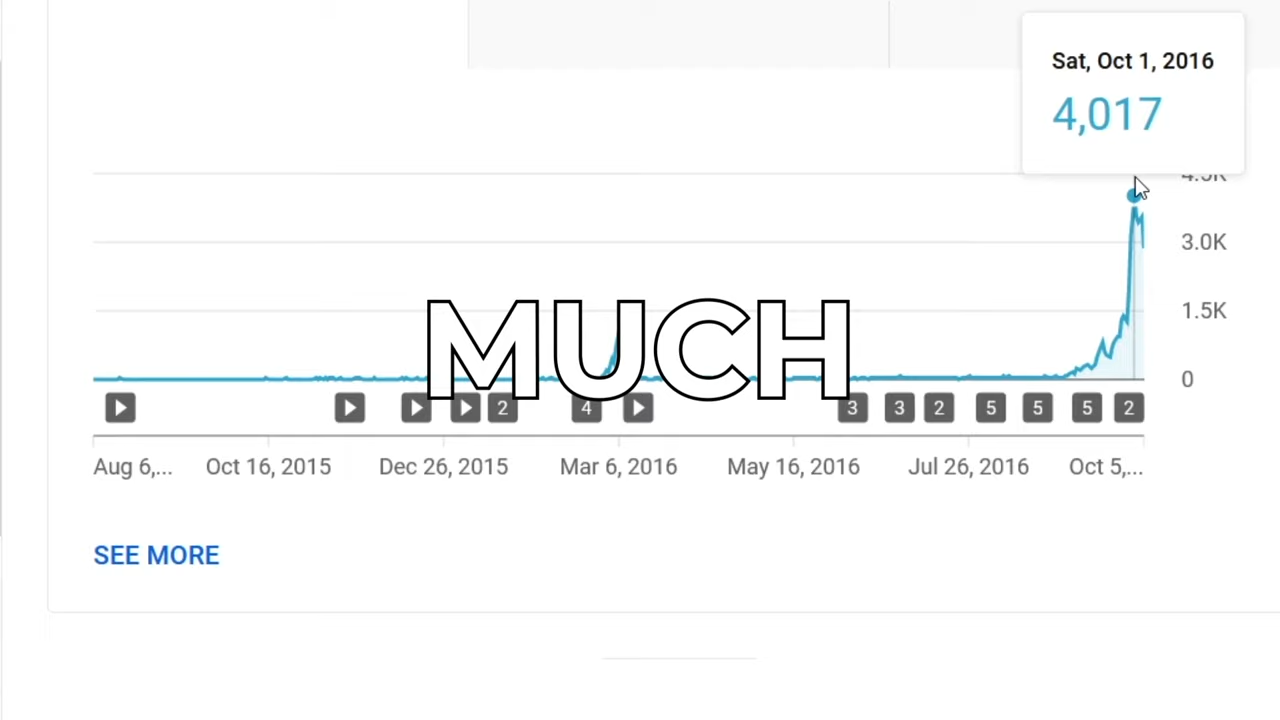 Sat, Oct 1, 2016
4,017
4.5K
3.0K
MUCH
1.5K
0
2 4 3 3 2 5 5 5 2
Aug 6,... Oct 16, 2015 Dec 26, 2015 Mar 6, 2016 May 16, 2016 Jul 26, 2016 Oct 5,...
SEE MORE